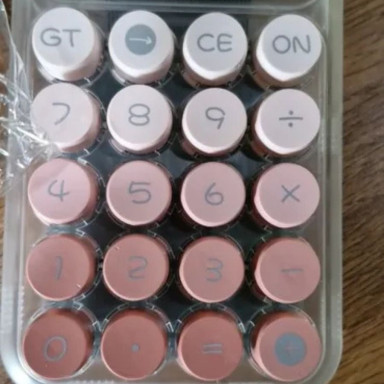 GT → CE ON
7 8 9 ÷
4 5 6 ×
1 2 3 −
0 . = +